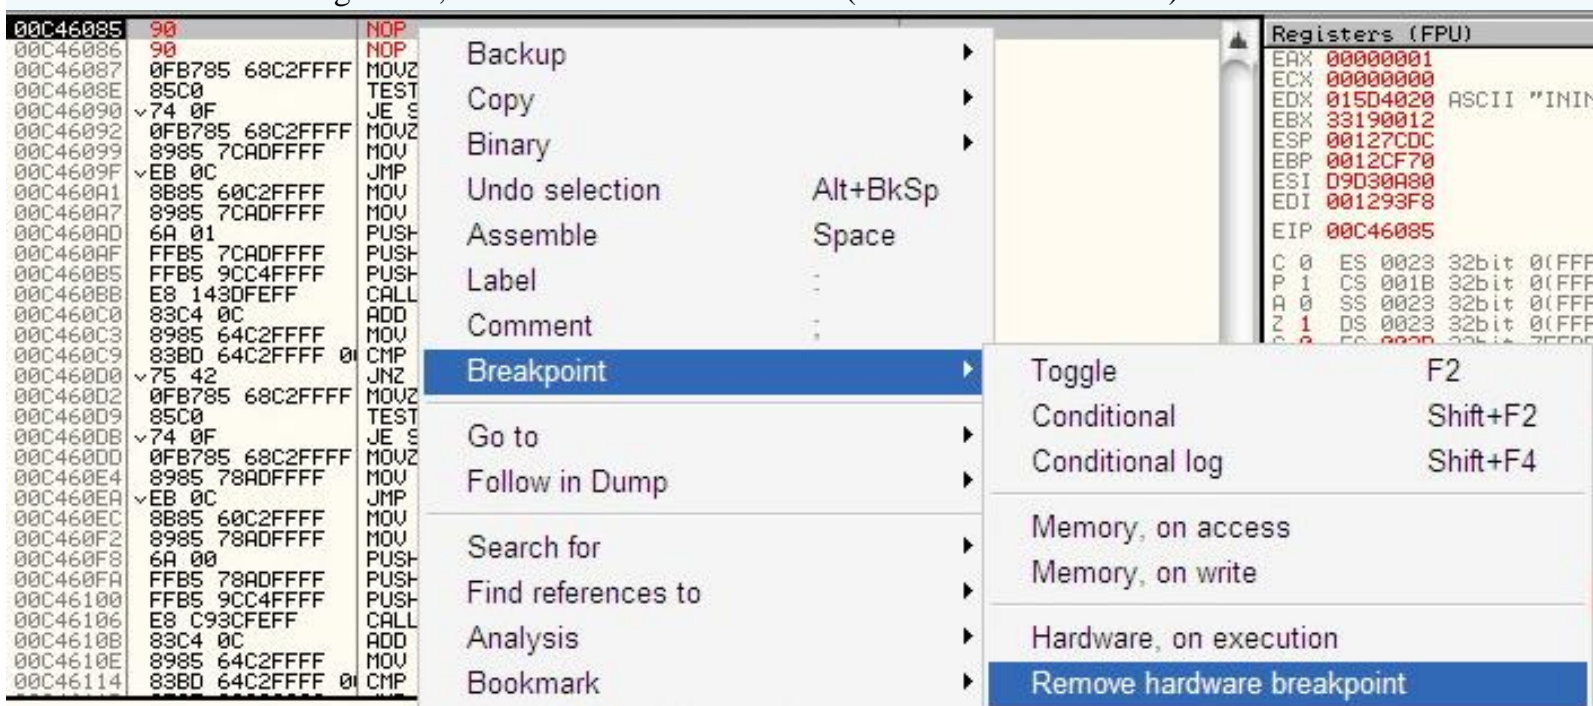 00C46085 90 NOP
00C46086 90 NOP
00C46087 0FB785 68C2FFFF MOVZ
00C4608E 85C0 TEST
00C46090 74 0F JE S
00C46092 0FB785 68C2FFFF MOVZ
00C46099 8985 7CADFFFF MOV
00C4609F EB 0C JMP
00C460A1 8B85 60C2FFFF MOV
00C460A7 8985 7CADFFFF MOV
00C460AD 6A 01 PUSH
00C460AF FFB5 7CADFFFF PUSH
00C460B5 FFB5 9CC4FFFF PUSH
00C460BB E8 143DFEFF CALL
00C460C0 83C4 0C ADD
00C460C3 8985 64C2FFFF MOV
00C460C9 83BD 64C2FFFF 0 CMP
00C460D0 75 42 JNZ
00C460D2 0FB785 68C2FFFF MOVZ
00C460D9 85C0 TEST
00C460DB 74 0F JE S
00C460DD 0FB785 68C2FFFF MOVZ
00C460E4 8985 78ADFFFF MOV
00C460EA EB 0C JMP
00C460EC 8B85 60C2FFFF MOV
00C460F2 8985 78ADFFFF MOV
00C460F8 6A 00 PUSH
00C460FA FFB5 78ADFFFF PUSH
00C46100 FFB5 9CC4FFFF PUSH
00C46106 E8 C93CFEFF CALL
00C4610B 83C4 0C ADD
00C4610E 8985 64C2FFFF MOV
00C46114 83BD 64C2FFFF 0 CMP
Backup
Copy
Binary
Undo selection Alt+BkSp
Assemble Space
Label :
Comment ;
Breakpoint
Go to
Follow in Dump
Search for
Find references to
Analysis
Bookmark
Toggle F2
Conditional Shift+F2
Conditional log Shift+F4
Memory, on access
Memory, on write
Hardware, on execution
Remove hardware breakpoint
Registers (FPU)
EAX 00000001
ECX 00000000
EDX 015D4020 ASCII "ININ
EBX 33190012
ESP 00127CDC
EBP 0012CF70
ESI D9D30A80
EDI 001293F8
EIP 00C46085
C 0 ES 0023 32bit 0(FFF
P 1 CS 001B 32bit 0(FFF
A 0 SS 0023 32bit 0(FFF
Z 1 DS 0023 32bit 0(FFF